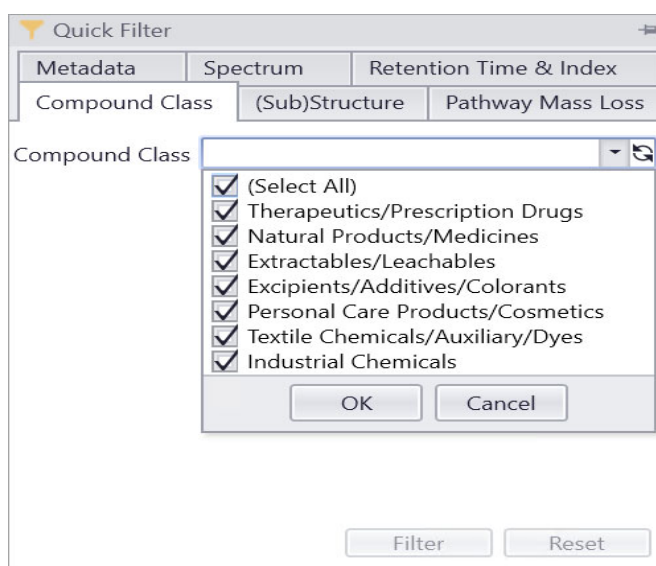 Quick Filter
Metadata Spectrum Retention Time & Index
Compound Class (Sub)Structure Pathway Mass Loss
Compound Class
(Select All)
Therapeutics/Prescription Drugs
Natural Products/Medicines
Extractables/Leachables
Excipients/Additives/Colorants
Personal Care Products/Cosmetics
Textile Chemicals/Auxiliary/Dyes
Industrial Chemicals
OK Cancel
Filter Reset